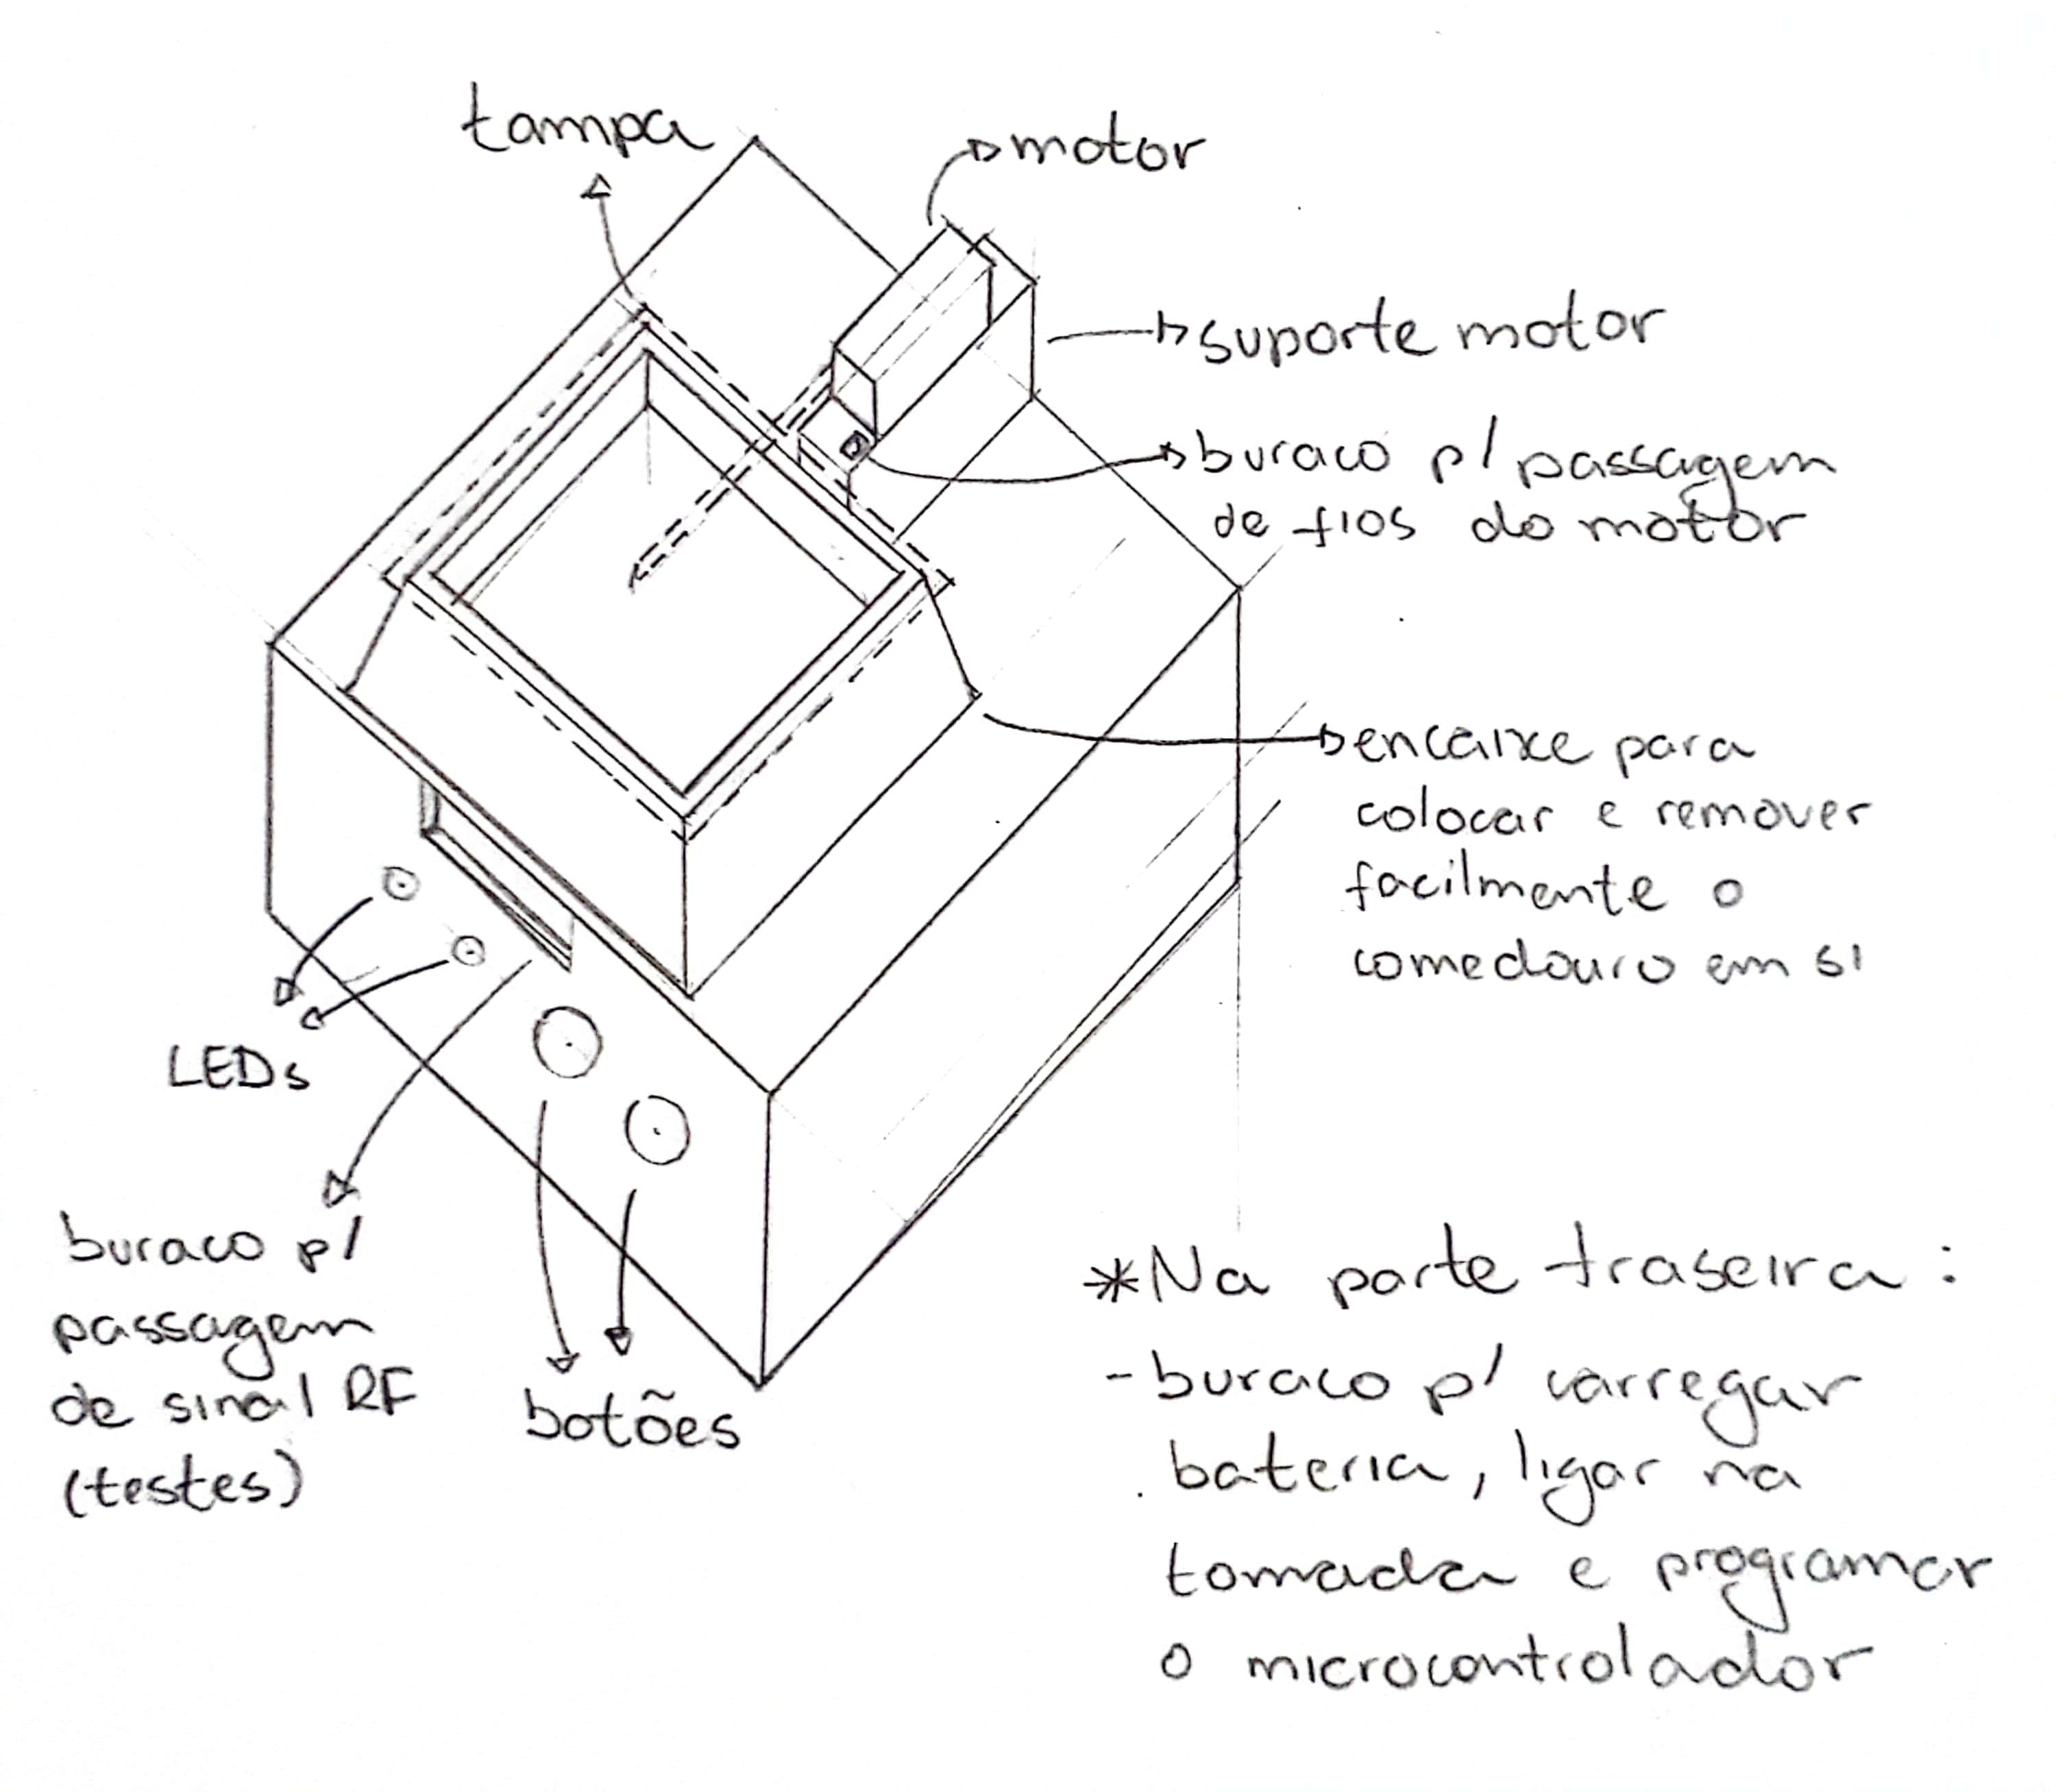 tampa
motor
suporte motor
buraco p/ passagem
de fios do motor
encaixe para
colocar e remover
facilmente o
comedouro em si
LEDs
buraco p/
passagem
de sinal RF
(testes)
botões
*Na parte traseira:
- buraco p/ carregar
bateria, ligar na
tomada e programar
o microcontrolador